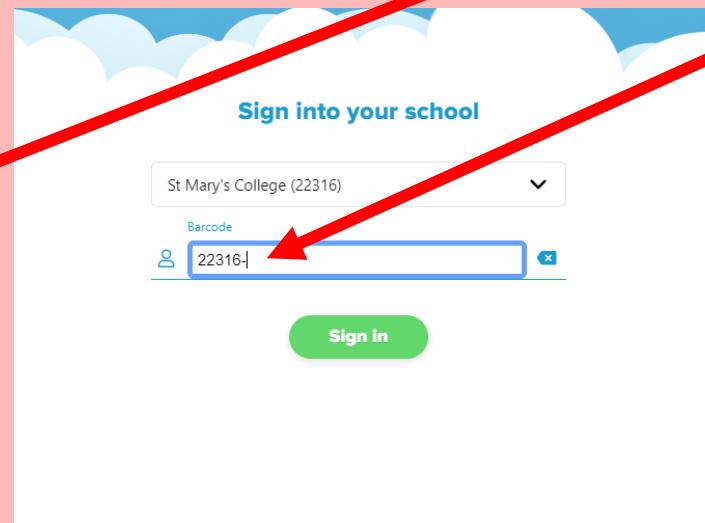 Sign into your school
St Mary's College (22316)
Barcode
22316-
Sign in